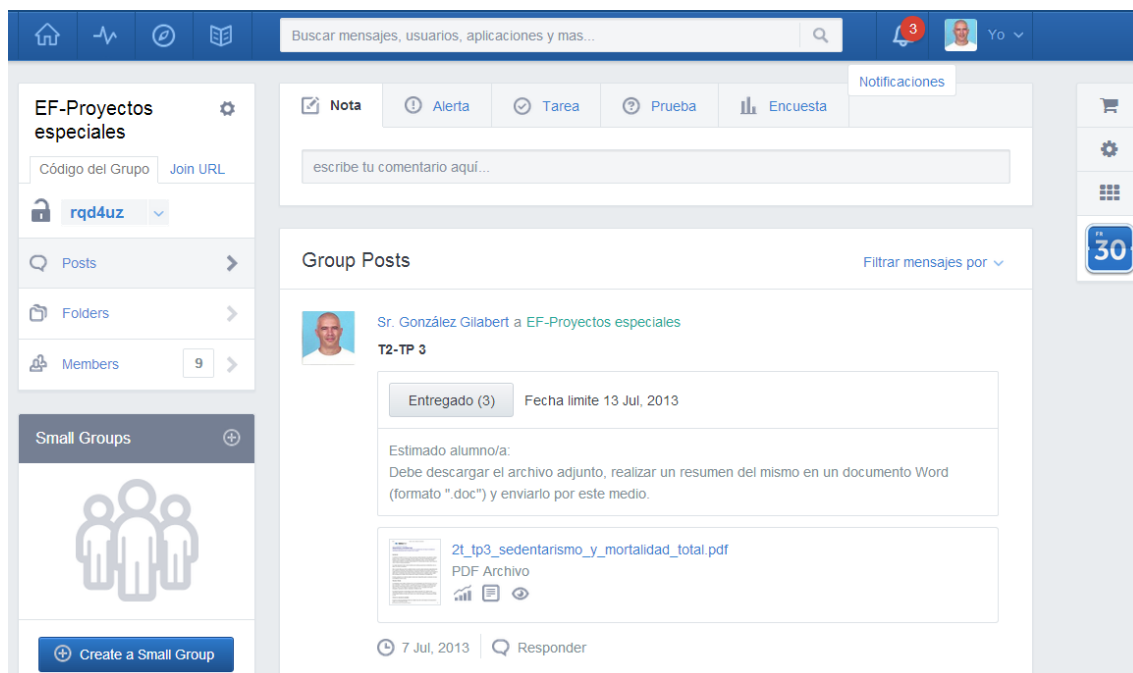 Buscar mensajes, usuarios, aplicaciones y mas...
3
Yo
Notificaciones
EF-Proyectos
especiales
Código del Grupo
Join URL
rqd4uz
Posts
Folders
Members
9
Small Groups
Create a Small Group
Nota
Alerta
Tarea
Prueba
Encuesta
escribe tu comentario aquí...
Group Posts
Filtrar mensajes por
Sr. González Gilabert a EF-Proyectos especiales
T2-TP 3
Entregado (3)
Fecha limite 13 Jul, 2013
Estimado alumno/a:
Debe descargar el archivo adjunto, realizar un resumen del mismo en un documento Word
(formato ".doc") y enviarlo por este medio.
2t_tp3_sedentarismo_y_mortalidad_total.pdf
PDF Archivo
7 Jul, 2013
Responder
FR
30